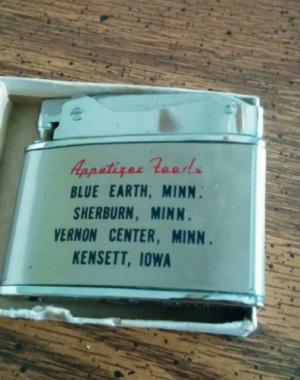 Appetizer Feeds
BLUE EARTH, MINN.
SHERBURN, MINN.
VERNON CENTER, MINN.
KENSETT, IOWA